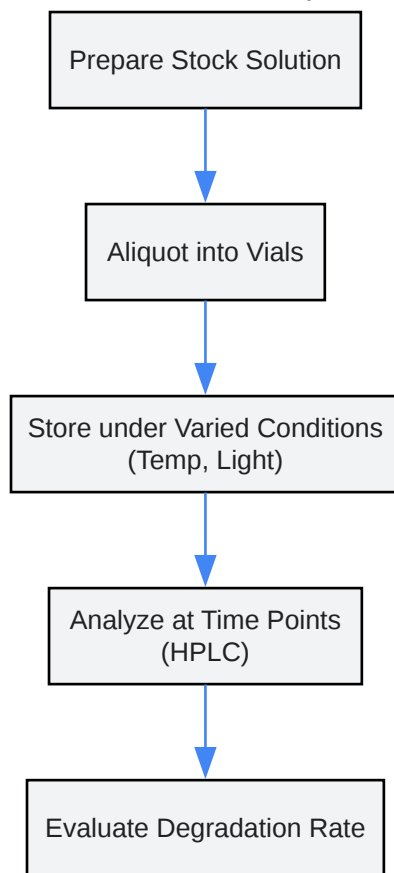 Prepare Stock Solution
Aliquot into Vials
Store under Varied Conditions
(Temp, Light)
Analyze at Time Points
(HPLC)
Evaluate Degradation Rate